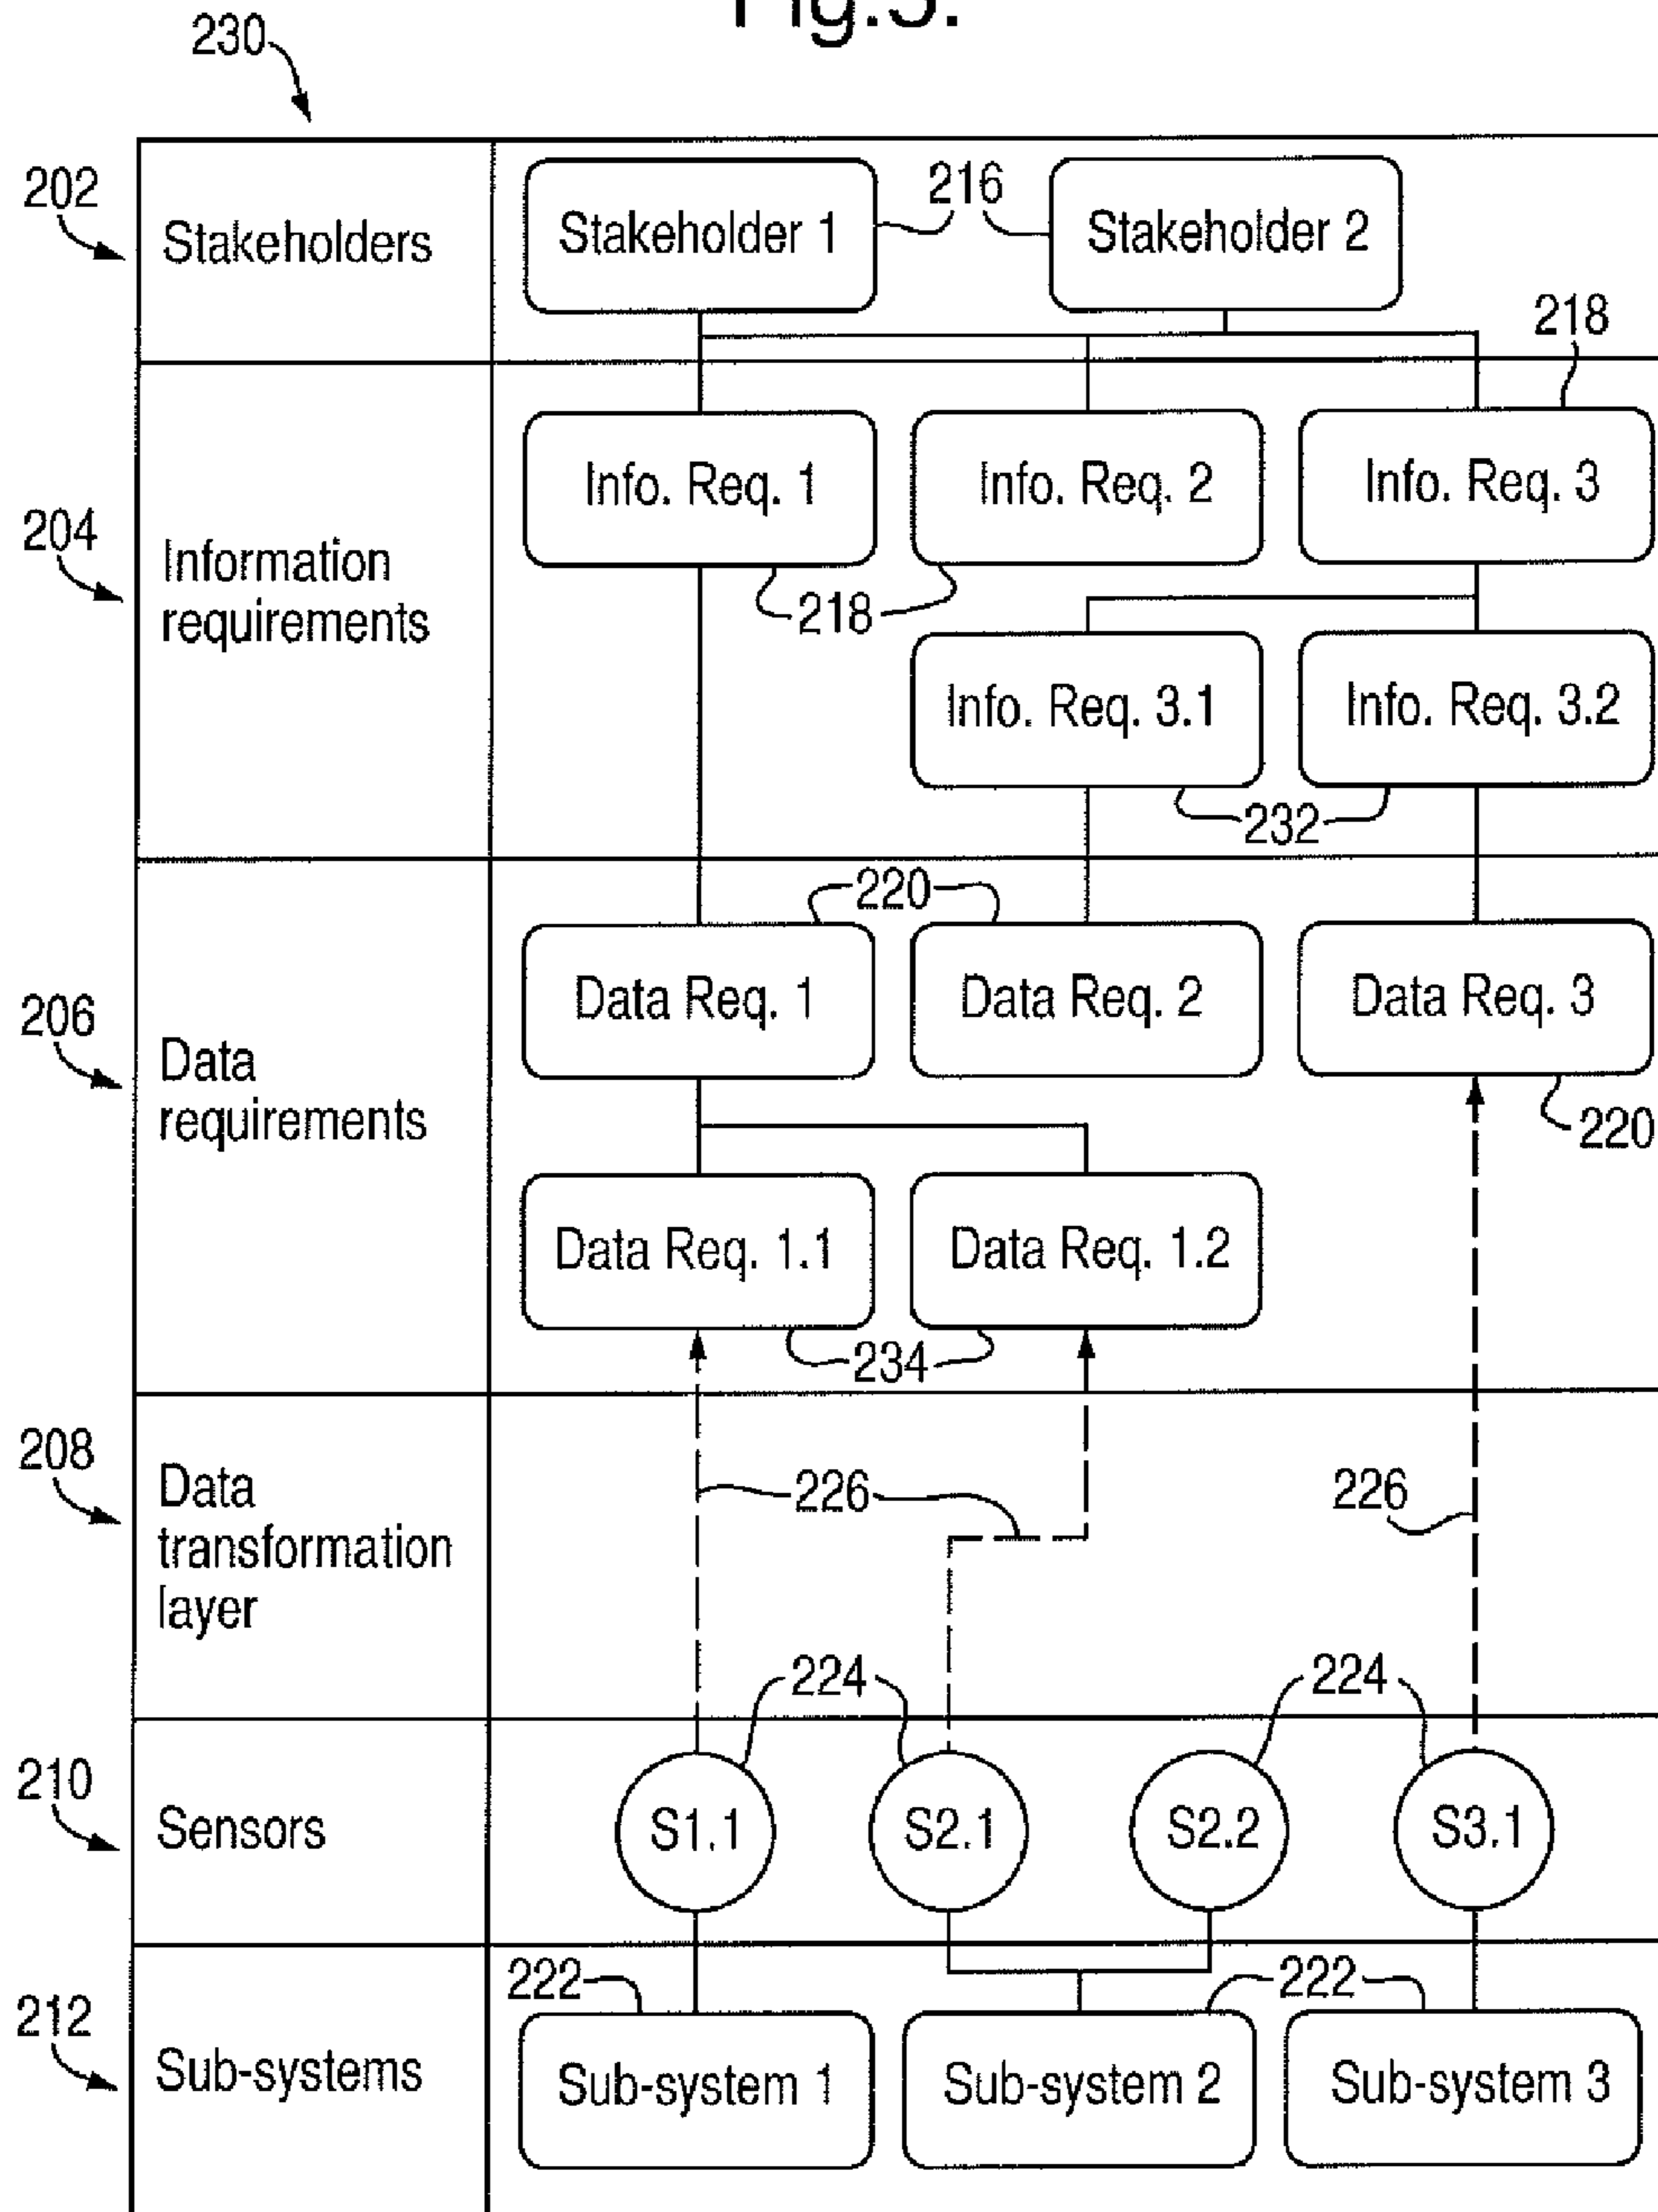 Fig.5.
230
202
Stakeholders
Stakeholder 1
216
Stakeholder 2
218
204
Information
requirements
Info. Req. 1
Info. Req. 2
Info. Req. 3
218
Info. Req. 3.1
Info. Req. 3.2
232
206
Data
requirements
220
Data Req. 1
Data Req. 2
Data Req. 3
220
Data Req. 1.1
Data Req. 1.2
234
208
Data
transformation
layer
226
226
224
224
210
Sensors
S1.1
S2.1
S2.2
S3.1
212
Sub-systems
222
222
Sub-system 1
Sub-system 2
Sub-system 3